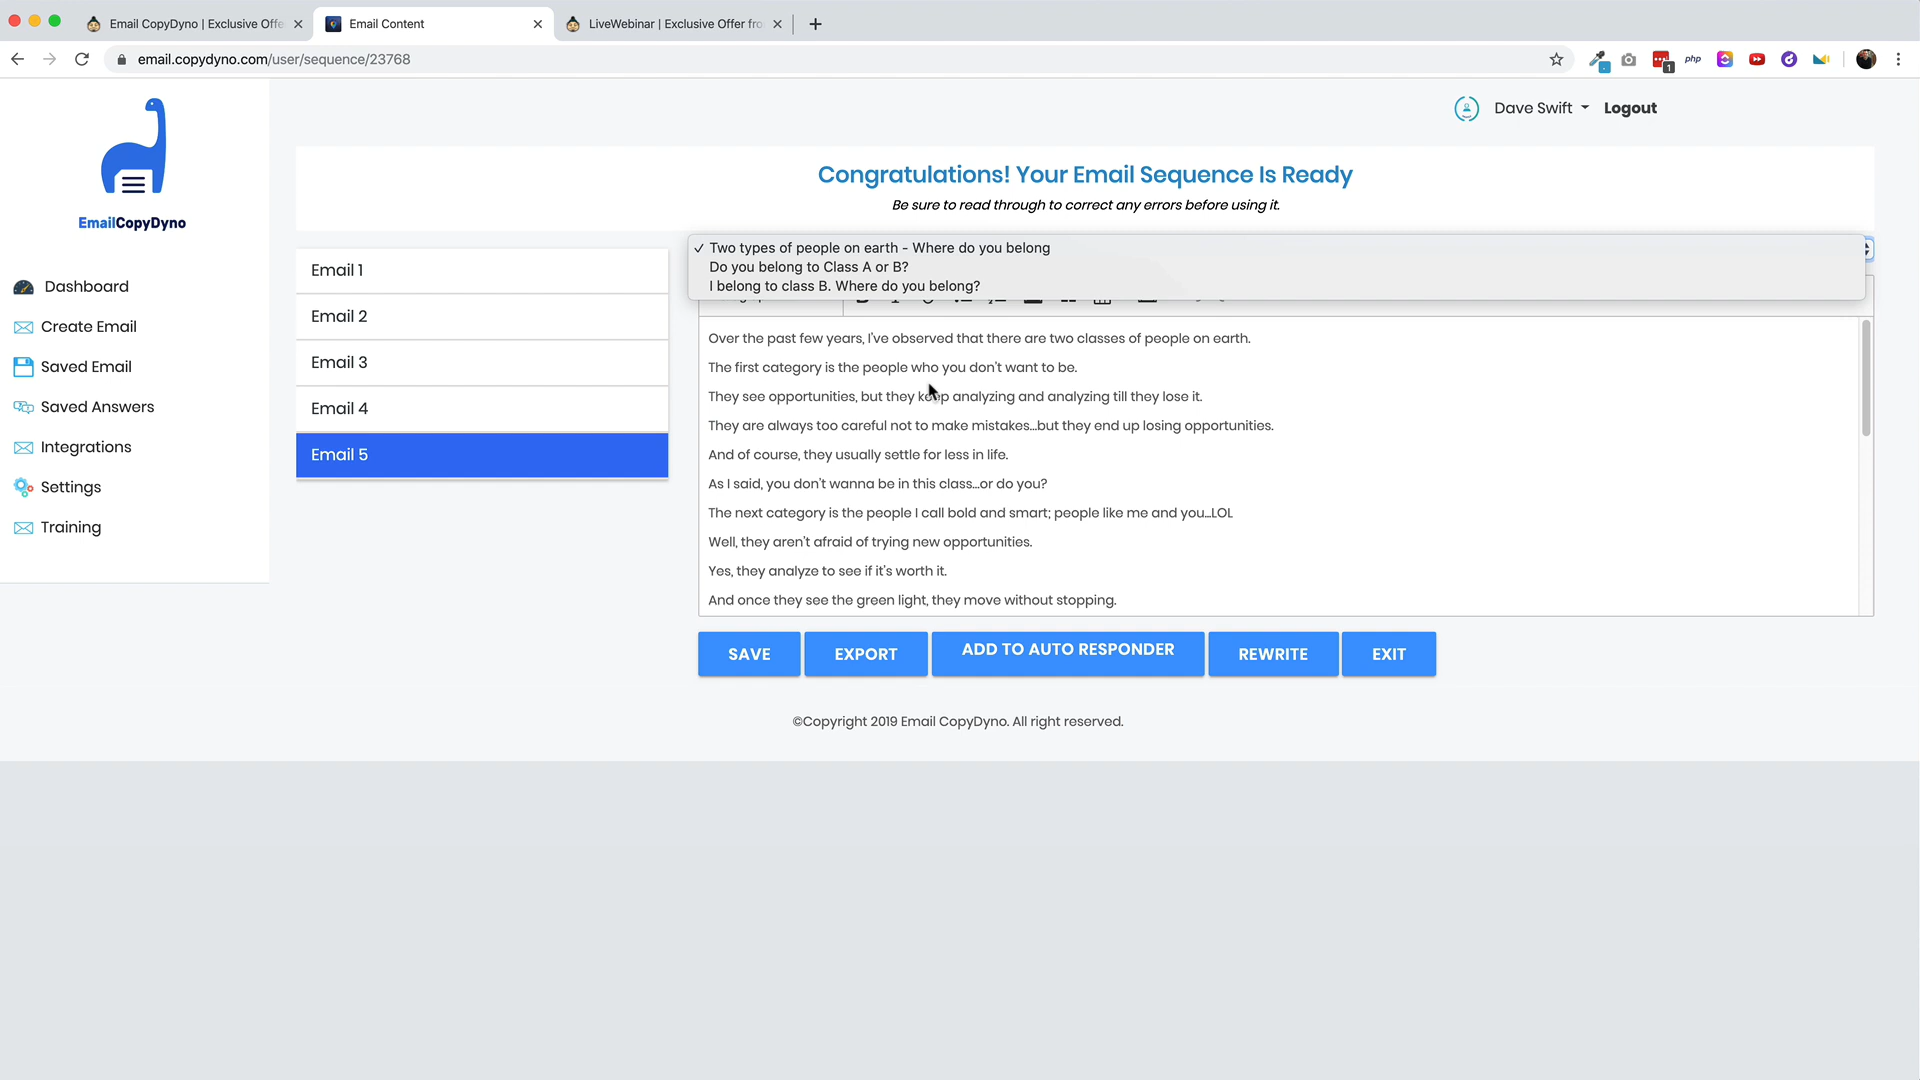 Email CopyDyno | Exclusive Offe
Email Content
LiveWebinar | Exclusive Offer fro
email.copydyno.com/user/sequence/23768
1
php
Dave Swift
Logout
EmailCopyDyno
Congratulations! Your Email Sequence Is Ready
Be sure to read through to correct any errors before using it.
Dashboard
Create Email
Saved Email
Saved Answers
Integrations
Settings
Training
Email 1
Email 2
Email 3
Email 4
Email 5
✓ Two types of people on earth - Where do you belong
Do you belong to Class A or B?
I belong to class B. Where do you belong?
Over the past few years, I've observed that there are two classes of people on earth.
The first category is the people who you don't want to be.
They see opportunities, but they keep analyzing and analyzing till they lose it.
They are always too careful not to make mistakes...but they end up losing opportunities.
And of course, they usually settle for less in life.
As I said, you don't wanna be in this class...or do you?
The next category is the people I call bold and smart; people like me and you...LOL
Well, they aren't afraid of trying new opportunities.
Yes, they analyze to see if it's worth it.
And once they see the green light, they move without stopping.
SAVE
EXPORT
ADD TO AUTO RESPONDER
REWRITE
EXIT
©Copyright 2019 Email CopyDyno. All right reserved.